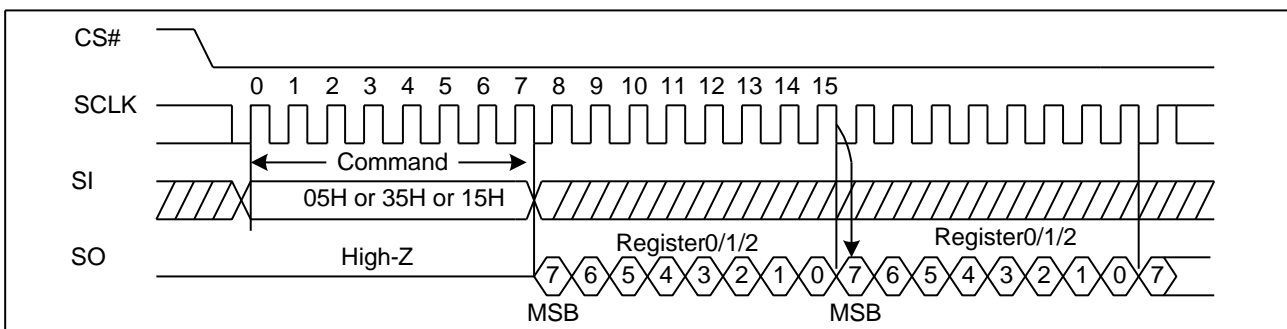 CS#
0 1 2 3 4 5 6 7 8 9 10 11 12 13 14 15
SCLK
Command
SI
05H or 35H or 15H
Register0/1/2 Register0/1/2
SO
High-Z
7 6 5 4 3 2 1 0 7 6 5 4 3 2 1 0 7
MSB MSB